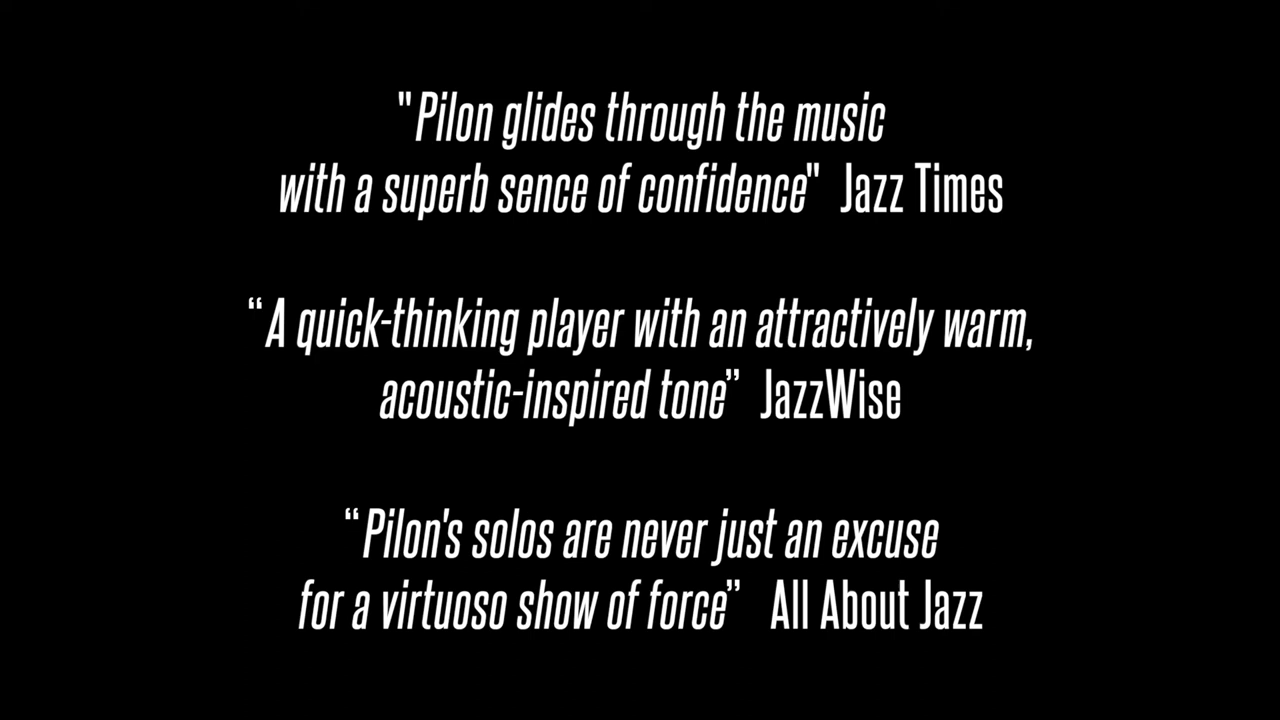 "Pilon glides through the music
with a superb sence of confidence" Jazz Times
“A quick-thinking player with an attractively warm,
acoustic-inspired tone” JazzWise
“Pilon's solos are never just an excuse
for a virtuoso show of force” All About Jazz